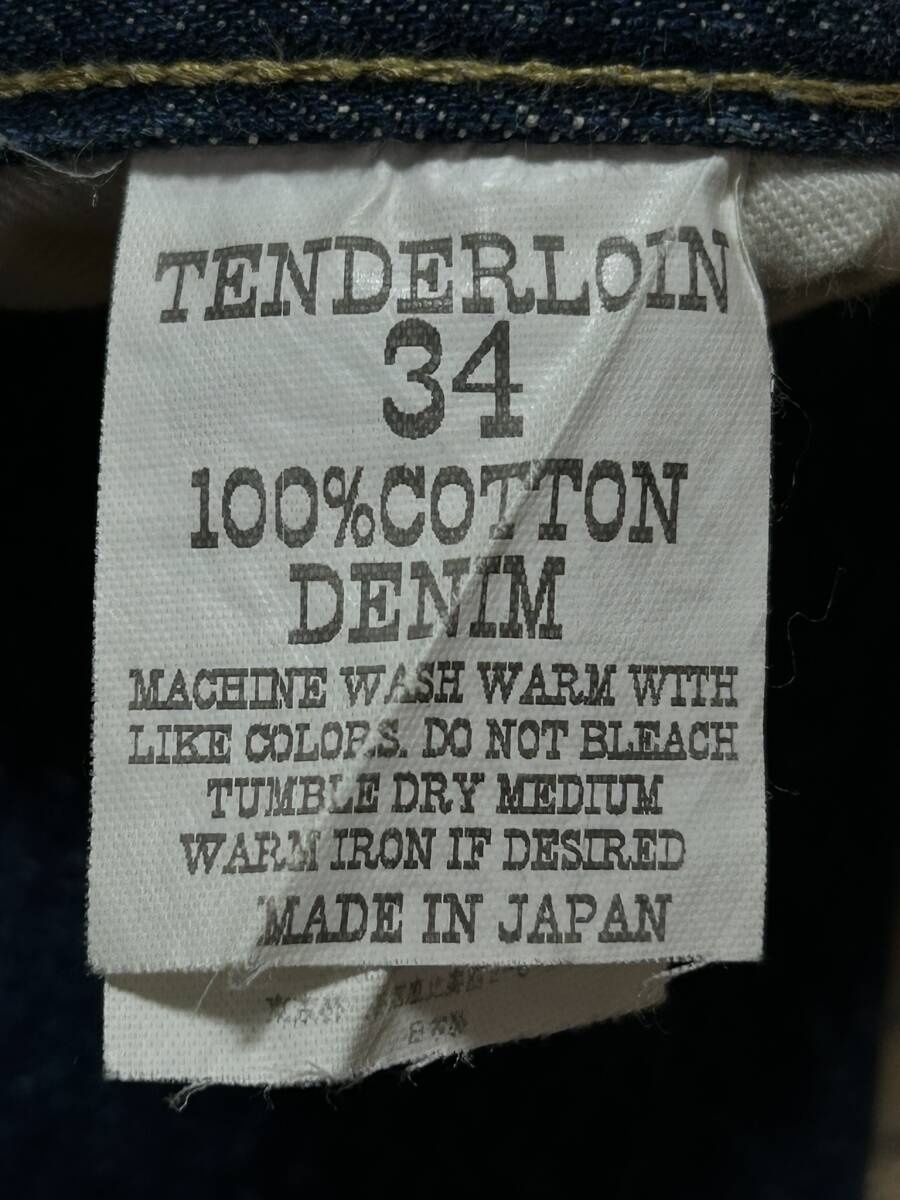 TENDERLOIN
34
100%COTTON
DENIM
MACHINE WASH WARM WITH
LIKE COLORS. DO NOT BLEACH
TUMBLE DRY MEDIUM
WARM IRON IF DESIRED
MADE IN JAPAN